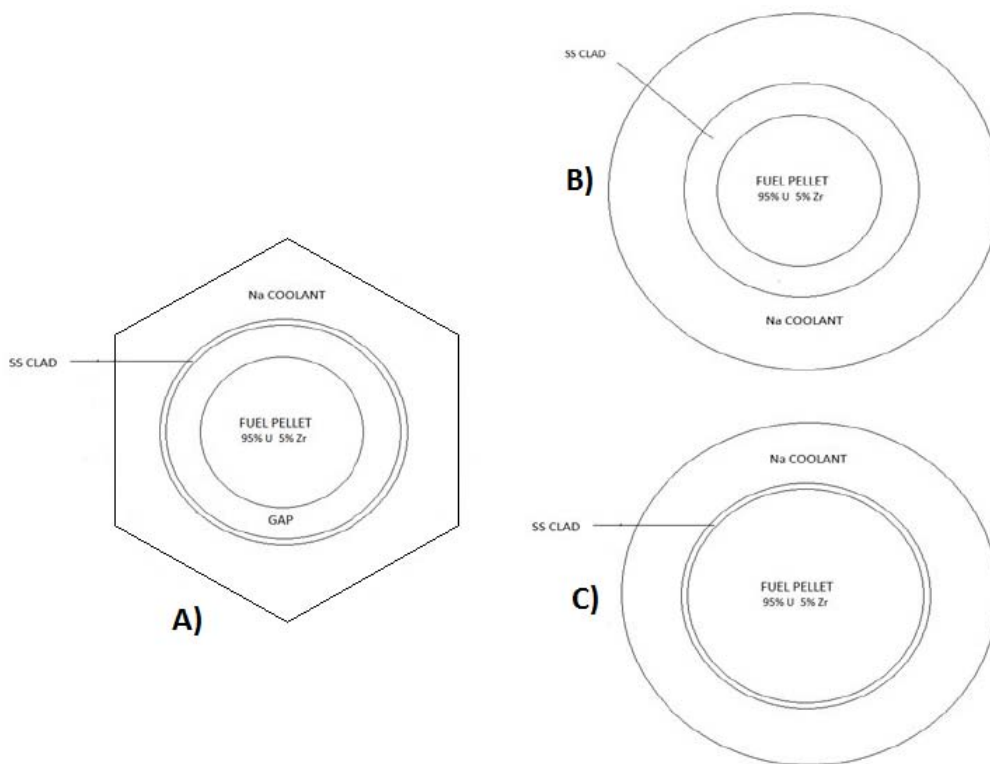 Na COOLANT
SS CLAD
FUEL PELLET
95% U 5% Zr
GAP
A)
SS CLAD
B)
FUEL PELLET
95% U 5% Zr
Na COOLANT
Na COOLANT
SS CLAD
FUEL PELLET
95% U 5% Zr
C)